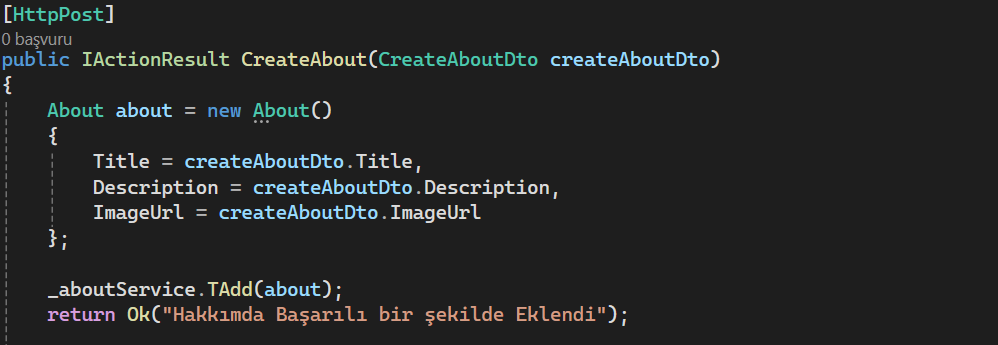 [HttpPost]
0 başvuru
public IActionResult CreateAbout(CreateAboutDto createAboutDto)
{
About about = new About()
{
Title = createAboutDto.Title,
Description = createAboutDto.Description,
ImageUrl = createAboutDto.ImageUrl
};
_aboutService.TAdd(about);
return Ok("Hakkımda Başarılı bir şekilde Eklendi");